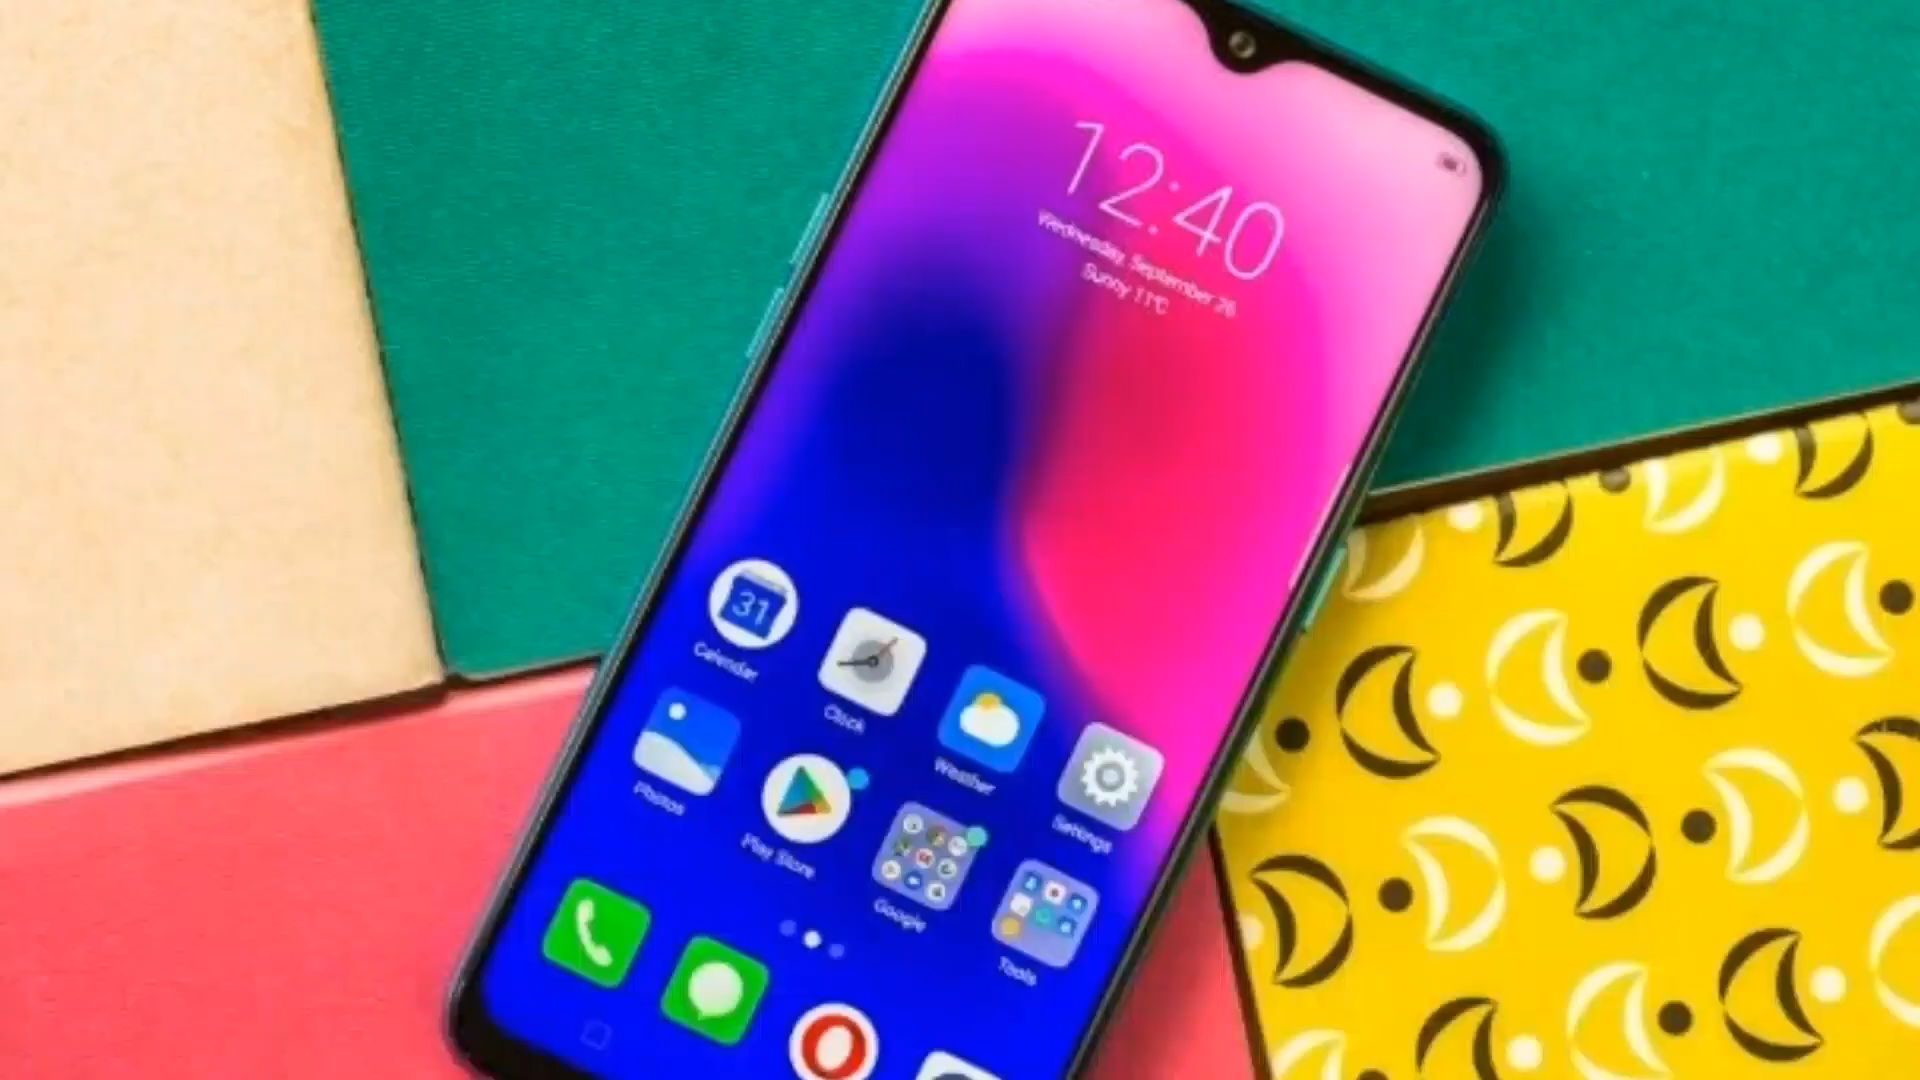 12:40
Wednesday, September 26
Sunny 11°C
31
Calendar
Clock
Weather
Settings
Photos
Play Store
Google
Tools